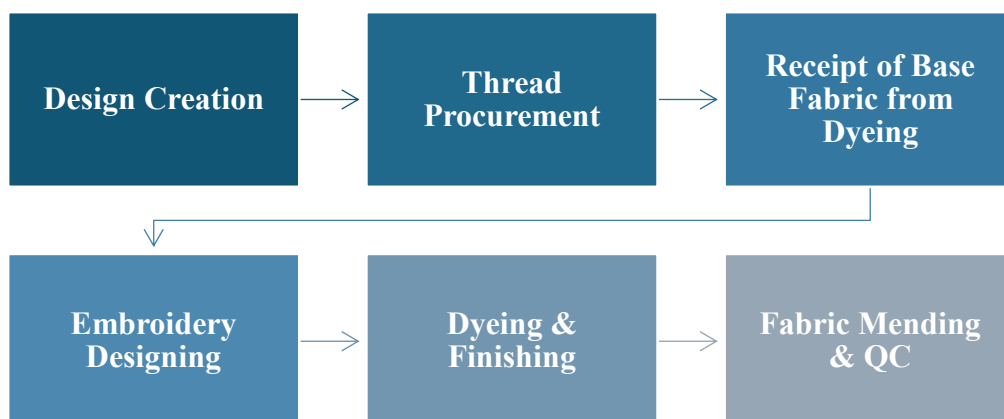 Design Creation
Thread
Procurement
Receipt of Base
Fabric from
Dyeing
Embroidery
Designing
Dyeing &
Finishing
Fabric Mending
& QC